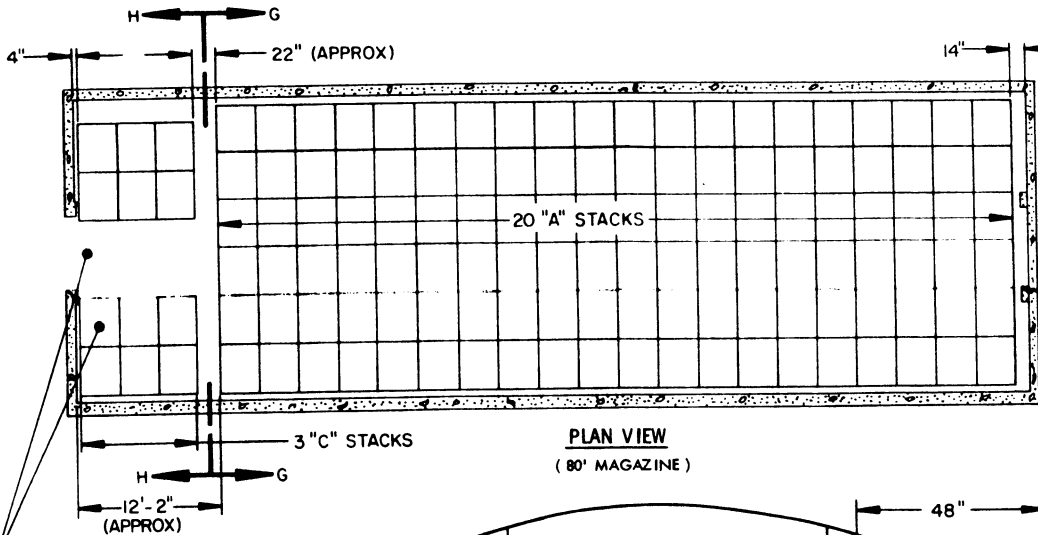 H G
4" 22" (APPROX) 14"
20 "A" STACKS
3 "C" STACKS
PLAN VIEW
(80' MAGAZINE)
H G
12'-2"
(APPROX)
48"